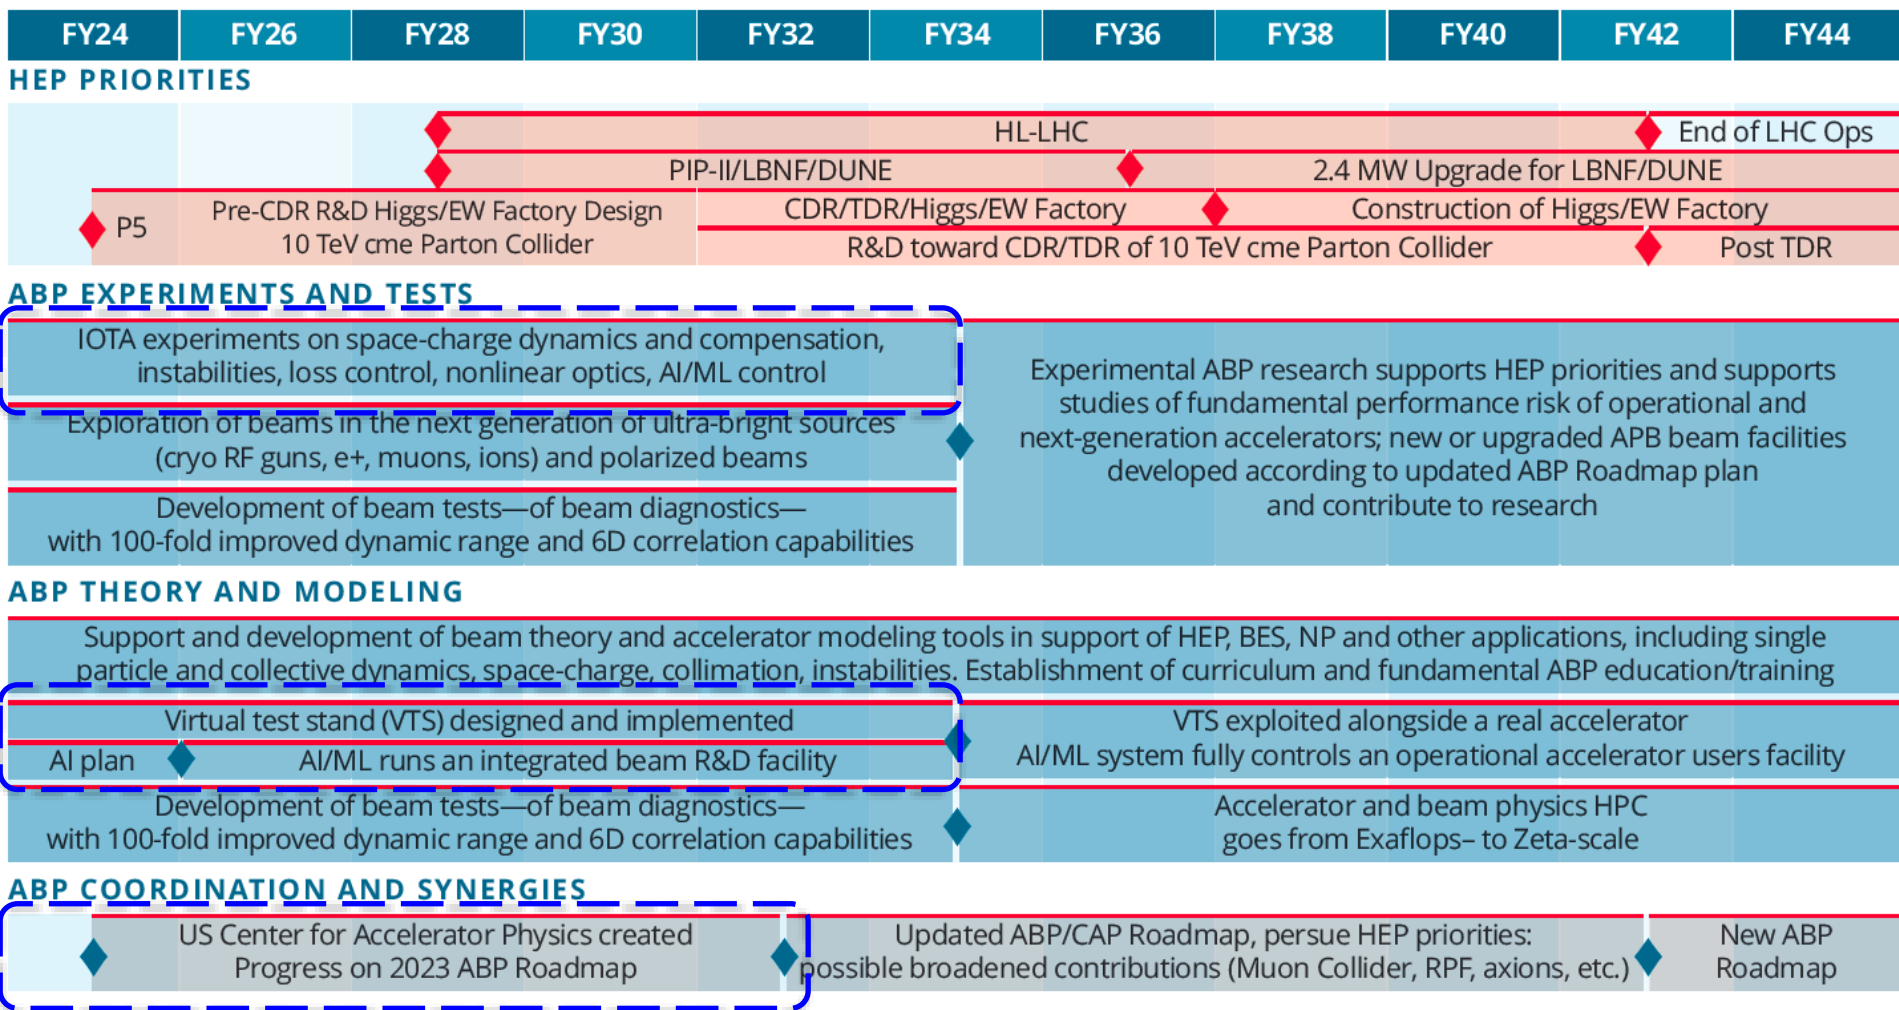 FY24 FY26 FY28 FY30 FY32 FY34 FY36 FY38 FY40 FY42 FY44
HEP PRIORITIES
HL-LHC
End of LHC Ops
PIP-II/LBNF/DUNE
2.4 MW Upgrade for LBNF/DUNE
P5
Pre-CDR R&D Higgs/EW Factory Design
10 TeV cme Parton Collider
CDR/TDR/Higgs/EW Factory
Construction of Higgs/EW Factory
R&D toward CDR/TDR of 10 TeV cme Parton Collider
Post TDR
ABP EXPERIMENTS AND TESTS
IOTA experiments on space-charge dynamics and compensation,
instabilities, loss control, nonlinear optics, AI/ML control
Exploration of beams in the next generation of ultra-bright sources
(cryo RF guns, e+, muons, ions) and polarized beams
Development of beam tests—of beam diagnostics—
with 100-fold improved dynamic range and 6D correlation capabilities
Experimental ABP research supports HEP priorities and supports
studies of fundamental performance risk of operational and
next-generation accelerators; new or upgraded APB beam facilities
developed according to updated ABP Roadmap plan
and contribute to research
ABP THEORY AND MODELING
Support and development of beam theory and accelerator modeling tools in support of HEP, BES, NP and other applications, including single
particle and collective dynamics, space-charge, collimation, instabilities. Establishment of curriculum and fundamental ABP education/training
Virtual test stand (VTS) designed and implemented
AI plan
AI/ML runs an integrated beam R&D facility
VTS exploited alongside a real accelerator
AI/ML system fully controls an operational accelerator users facility
Development of beam tests—of beam diagnostics—
with 100-fold improved dynamic range and 6D correlation capabilities
Accelerator and beam physics HPC
goes from Exaflops– to Zeta-scale
ABP COORDINATION AND SYNERGIES
US Center for Accelerator Physics created
Progress on 2023 ABP Roadmap
Updated ABP/CAP Roadmap, persue HEP priorities:
possible broadened contributions (Muon Collider, RPF, axions, etc.)
New ABP
Roadmap